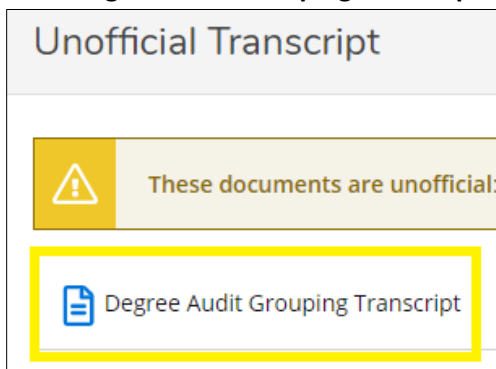 Unofficial Transcript
These documents are unofficial:
Degree Audit Grouping Transcript